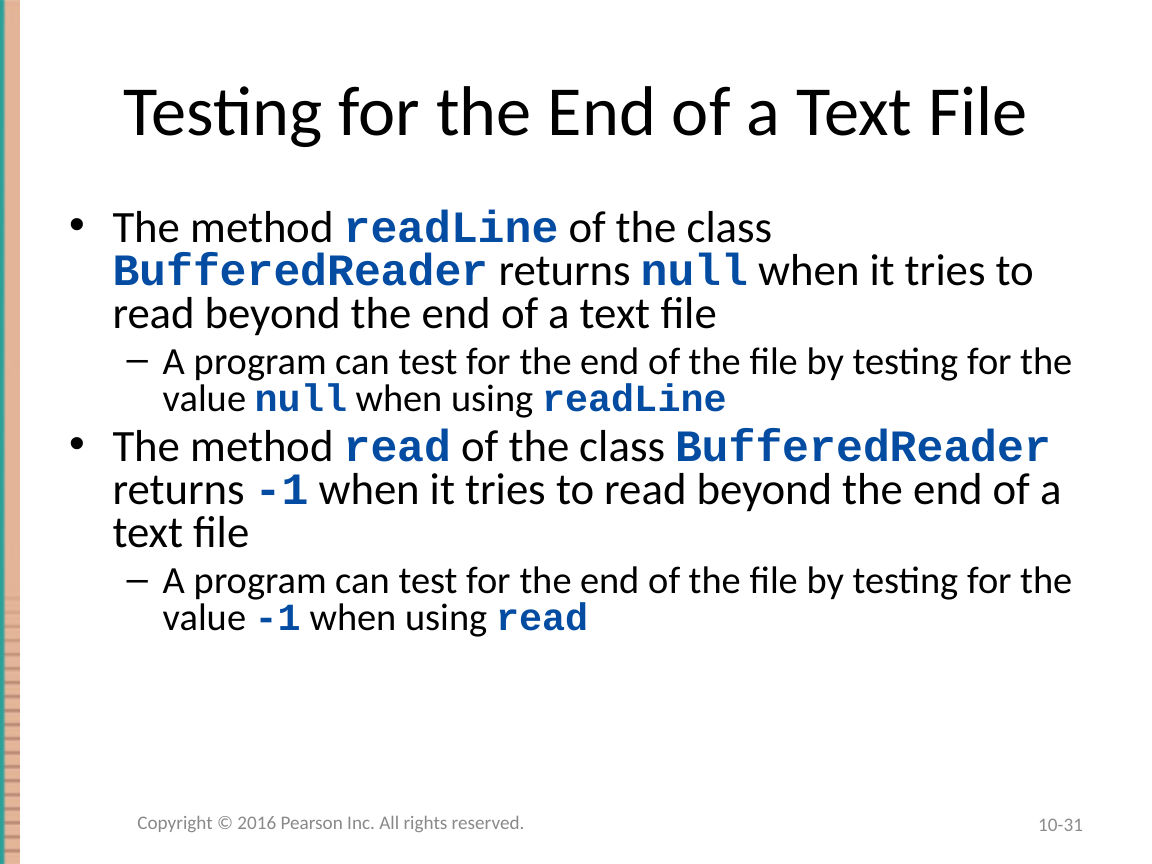 Testing for the End of a Text File
• The method readLine of the class
BufferedReader returns null when it tries to
read beyond the end of a text file
– A program can test for the end of the file by testing for the
value null when using readLine
• The method read of the class BufferedReader
returns -1 when it tries to read beyond the end of a
text file
– A program can test for the end of the file by testing for the
value -1 when using read
Copyright © 2016 Pearson Inc. All rights reserved.
10-31